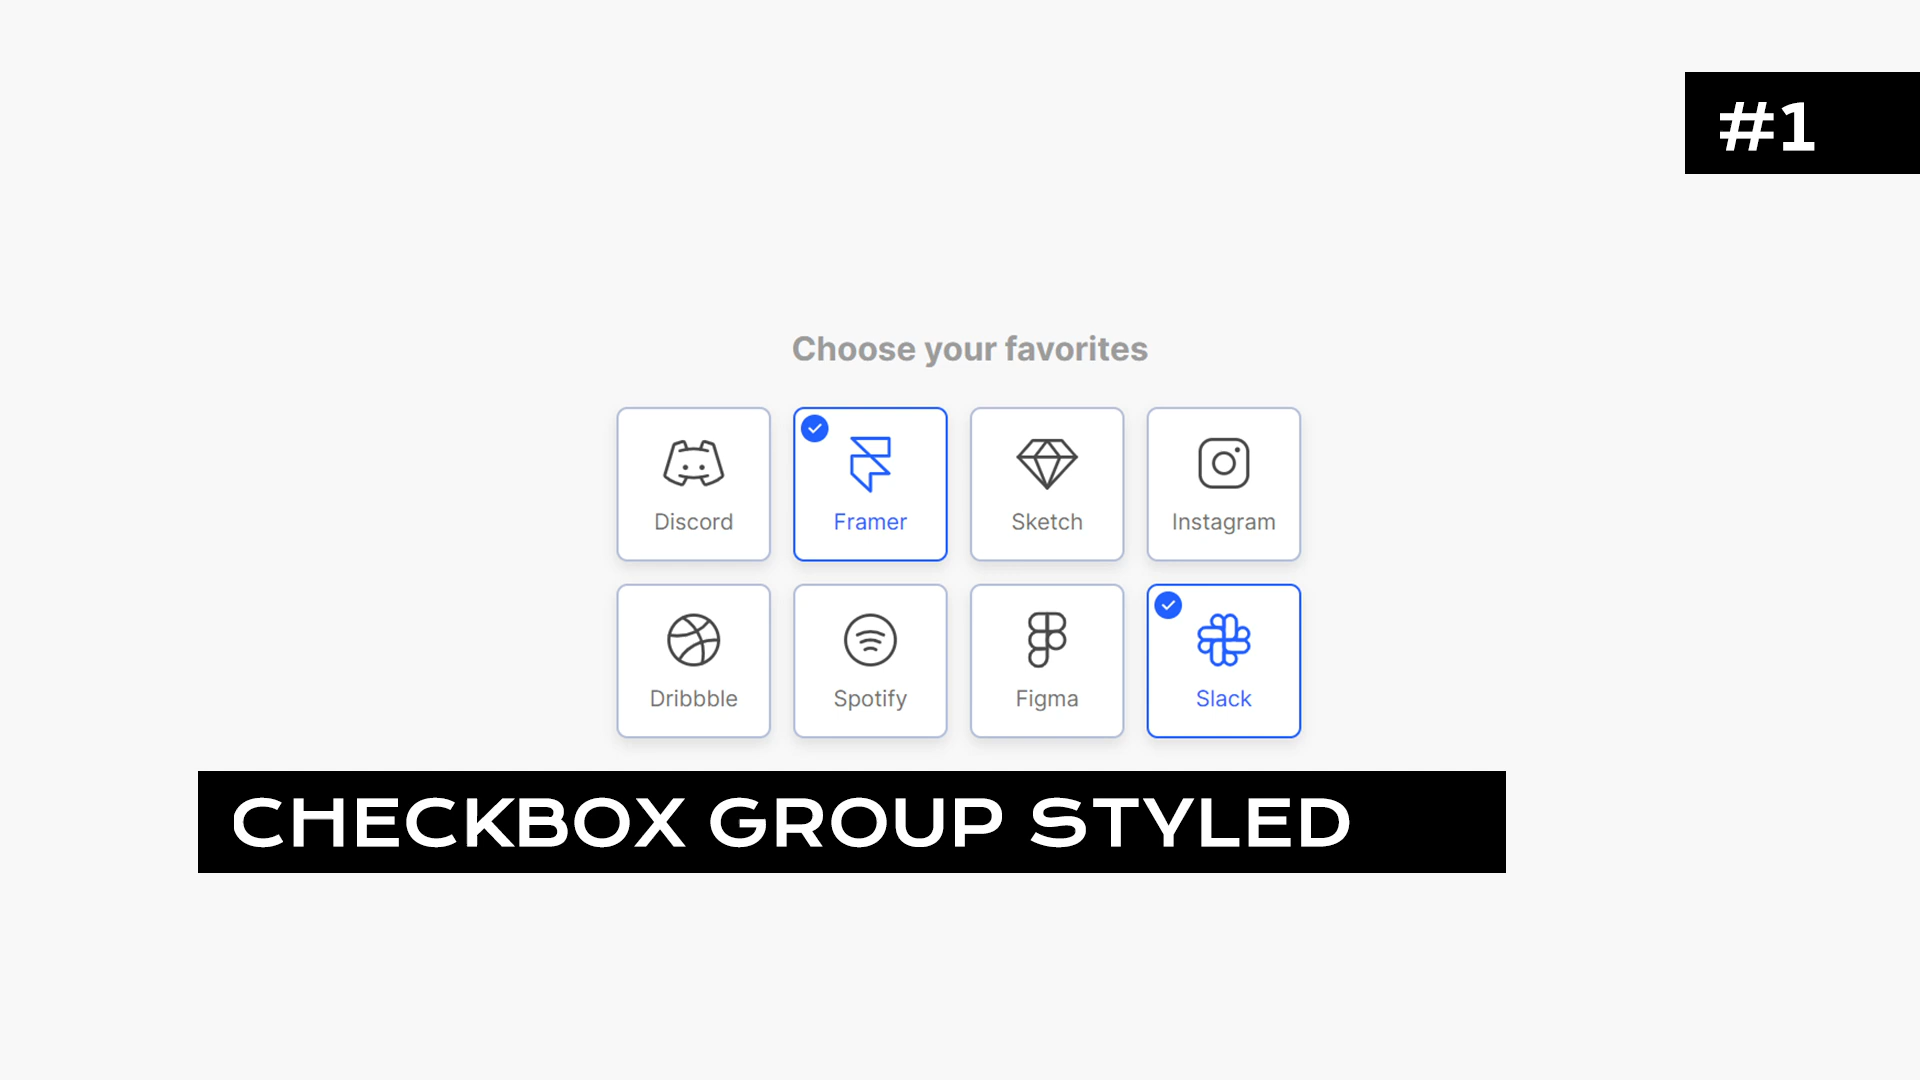 #1
Choose your favorites
Discord
Framer
Sketch
Instagram
Dribbble
Spotify
Figma
Slack
CHECKBOX GROUP STYLED